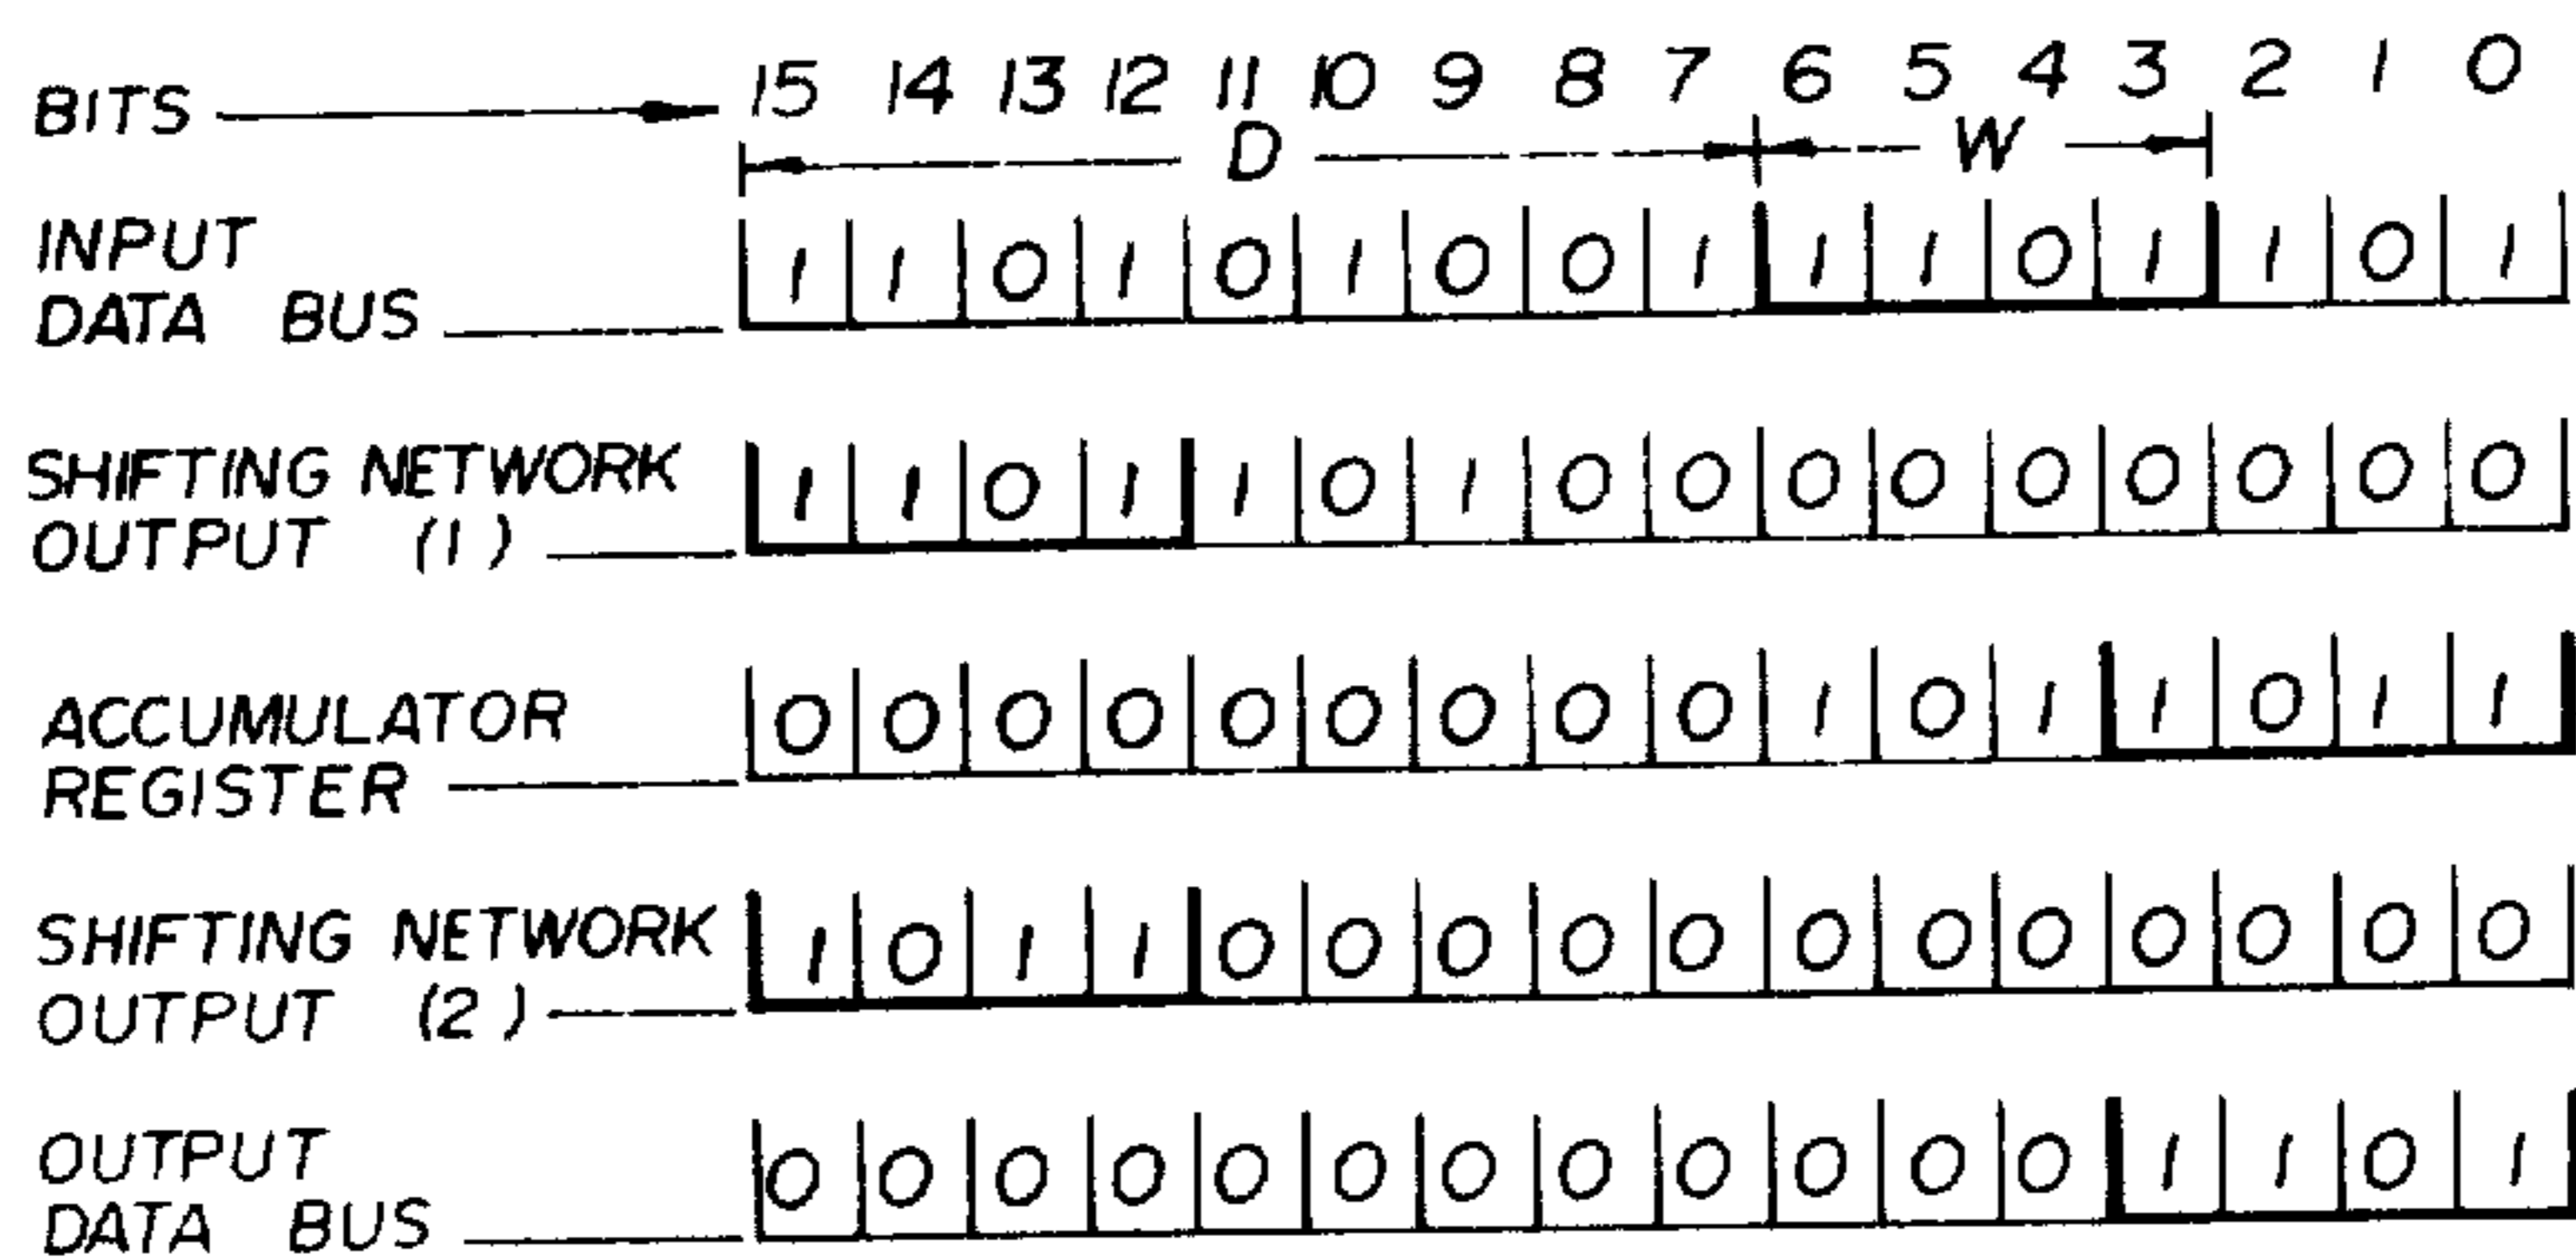 BITS 15 14 13 12 11 10 9 8 7 6 5 4 3 2 1 0
D W
INPUT
DATA BUS 1 1 0 1 0 1 0 0 1 1 1 0 1 1 0 1
SHIFTING NETWORK
OUTPUT (1) 1 1 0 1 1 0 1 0 0 0 0 0 0 0 0 0
ACCUMULATOR
REGISTER 0 0 0 0 0 0 0 0 0 1 0 1 1 0 1 1
SHIFTING NETWORK
OUTPUT (2) 1 0 1 1 0 0 0 0 0 0 0 0 0 0 0 0
OUTPUT
DATA BUS 0 0 0 0 0 0 0 0 0 0 0 0 1 1 0 1